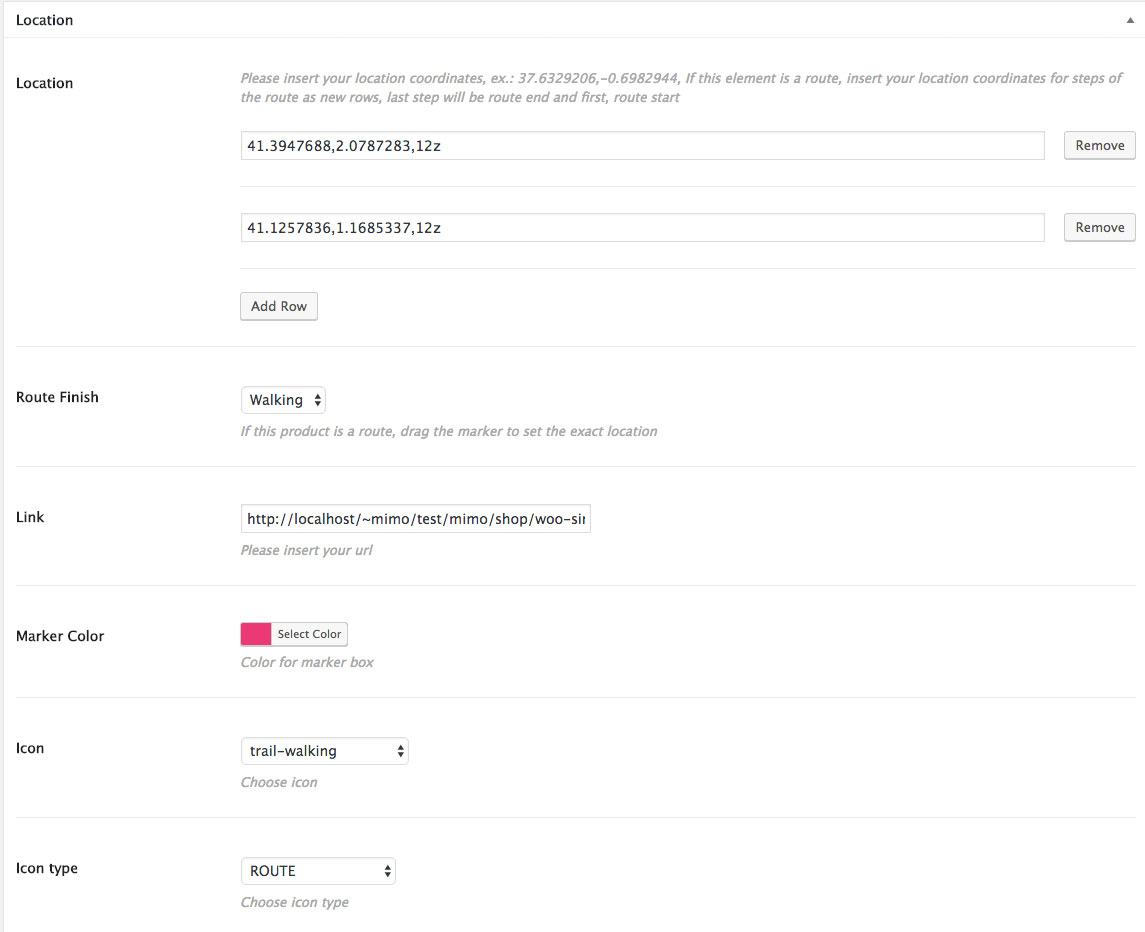 Location
Location
Please insert your location coordinates, ex.: 37.6329206,-0.6982944, If this element is a route, insert your location coordinates for steps of
the route as new rows, last step will be route end and first, route start
41.3947688,2.0787283,12z
Remove
41.1257836,1.1685337,12z
Remove
Add Row
Route Finish
Walking
If this product is a route, drag the marker to set the exact location
Link
http://localhost/~mimo/test/mimo/shop/woo-sin
Please insert your url
Marker Color
Select Color
Color for marker box
Icon
trail-walking
Choose icon
Icon type
ROUTE
Choose icon type